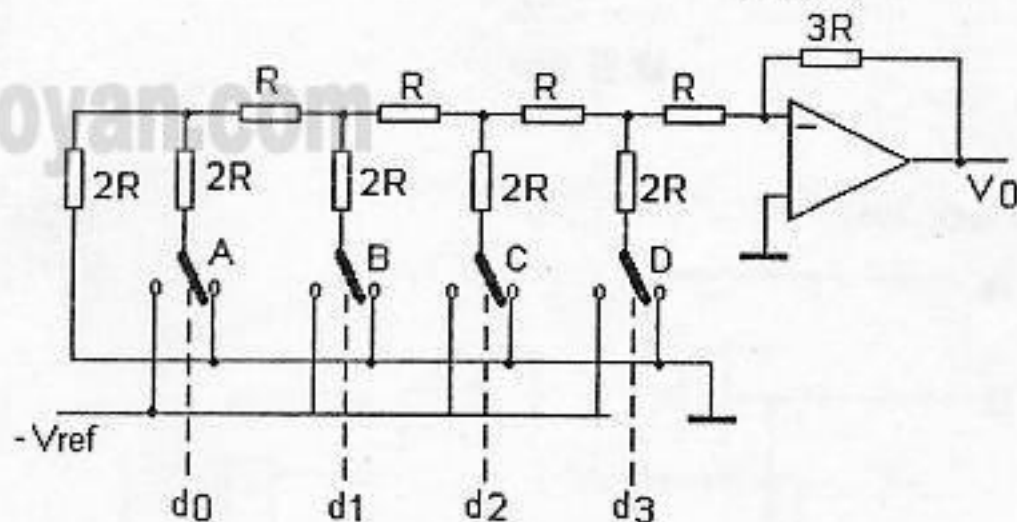 3R
R R R R
oyan.com
2R 2R 2R 2R 2R
V0
A B C D
-Vref
d0 d1 d2 d3